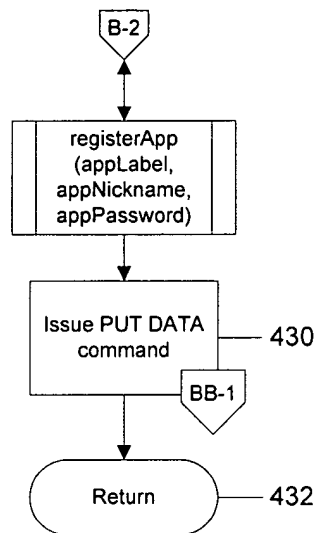 B-2
registerApp
(appLabel,
appNickname,
appPassword)
Issue PUT DATA
command
430
BB-1
Return
432